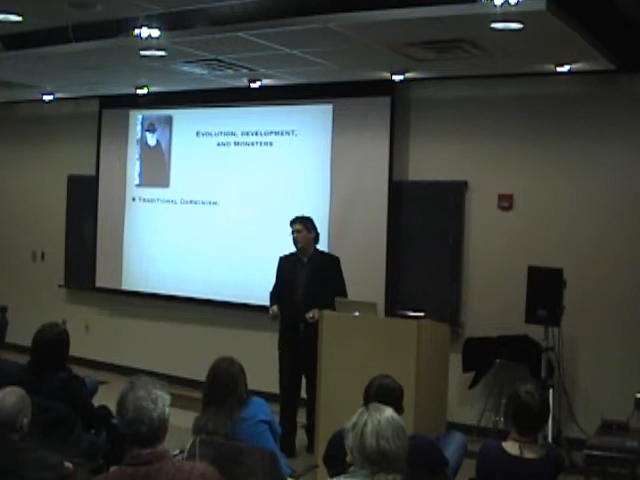 Evolution, development,
and Monsters
Traditional Darwinism: